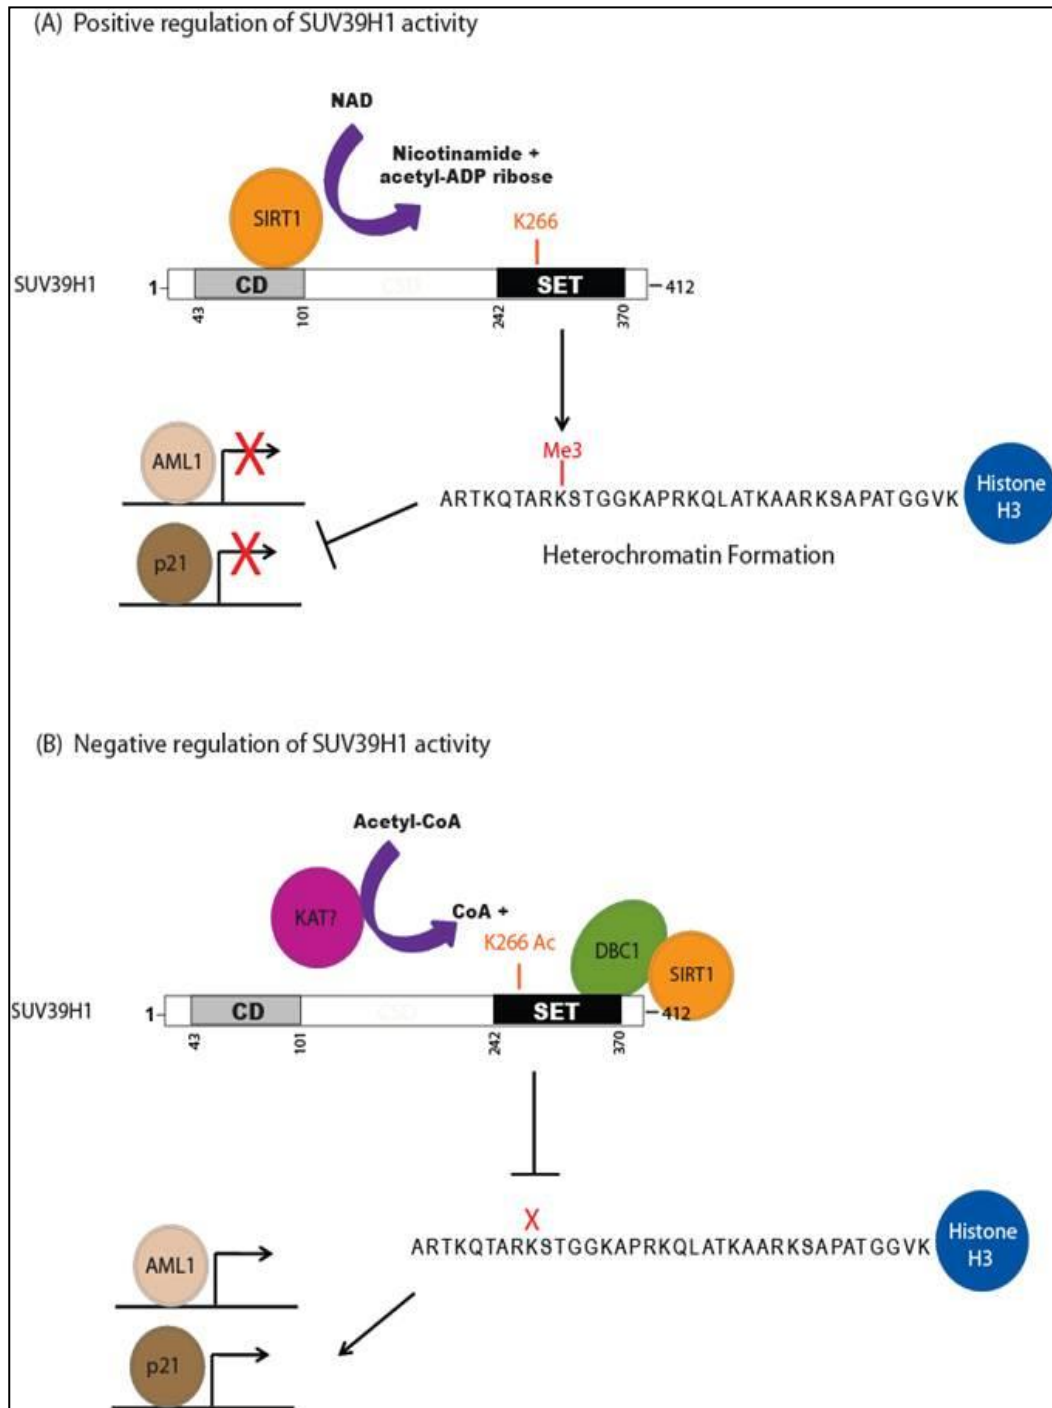 (A) Positive regulation of SUV39H1 activity
NAD
Nicotinamide +
acetyl-ADP ribose
SIRT1
K266
SUV39H1
1-
CD
CSD
SET
412
43
101
242
370
AML1
X
p21
X
Me3
ARTKQTARKSTGGKAPRKQLATKAARKSAPATGGVK
Histone
H3
Heterochromatin Formation
(B) Negative regulation of SUV39H1 activity
Acetyl-CoA
KAT?
CoA +
K266 Ac
DBC1
SIRT1
SUV39H1
1-
CD
CSD
SET
412
43
101
242
370
X
ARTKQTARKSTGGKAPRKQLATKAARKSAPATGGVK
Histone
H3
AML1
p21